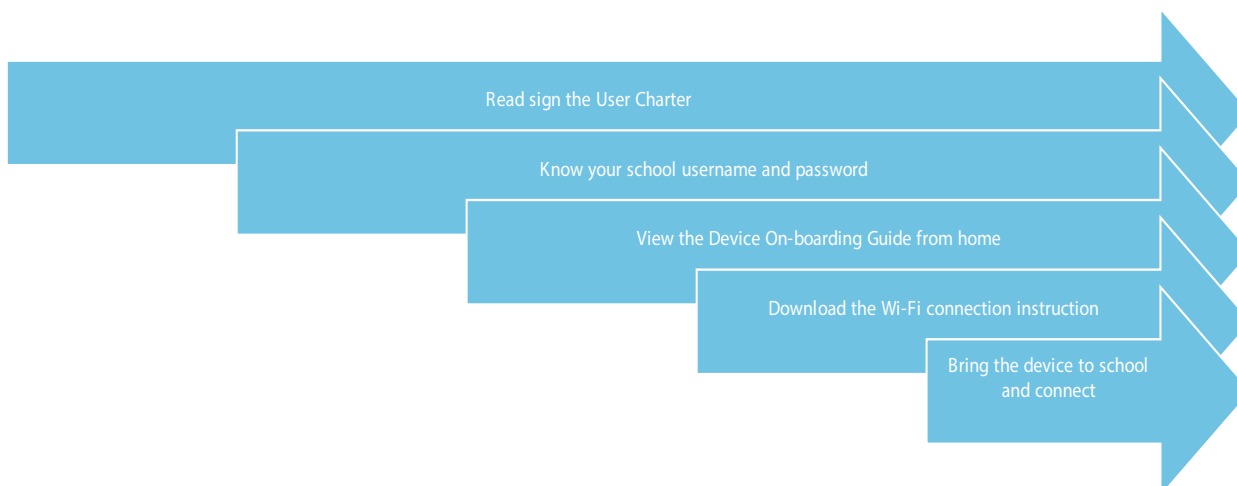 Read sign the User Charter
Know your school username and password
View the Device On-boarding Guide from home
Download the Wi-Fi connection instruction
Bring the device to school
and connect